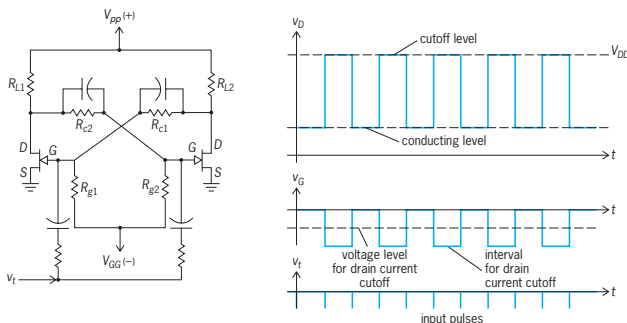 V_pp(+)
R_L1
R_c2
R_c1
R_L2
D
G
S
D
G
S
R_g1
R_g2
V_GG(−)
v_t
v_D
cutoff level
V_DD
conducting level
t
v_G
voltage level
for drain current
cutoff
interval
for drain
current cutoff
t
v_t
t
input pulses